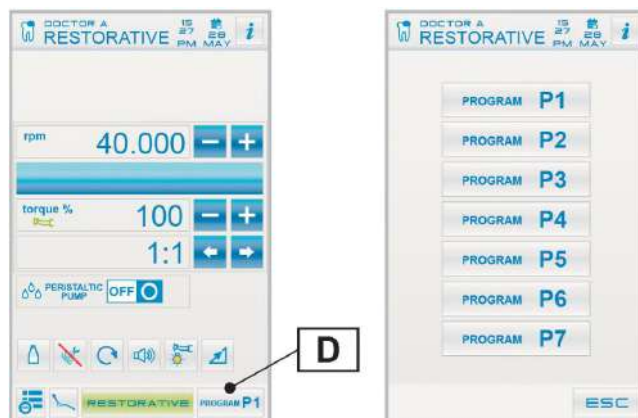 DOCTOR A
RESTORATIVE
15
27
PM
28
MAY
i
rpm
40.000
torque %
100
1:1
PERISTALTIC
PUMP
OFF
RESTORATIVE
PROGRAM P1
D
DOCTOR A
RESTORATIVE
15
27
PM
28
MAY
i
PROGRAM P1
PROGRAM P2
PROGRAM P3
PROGRAM P4
PROGRAM P5
PROGRAM P6
PROGRAM P7
ESC